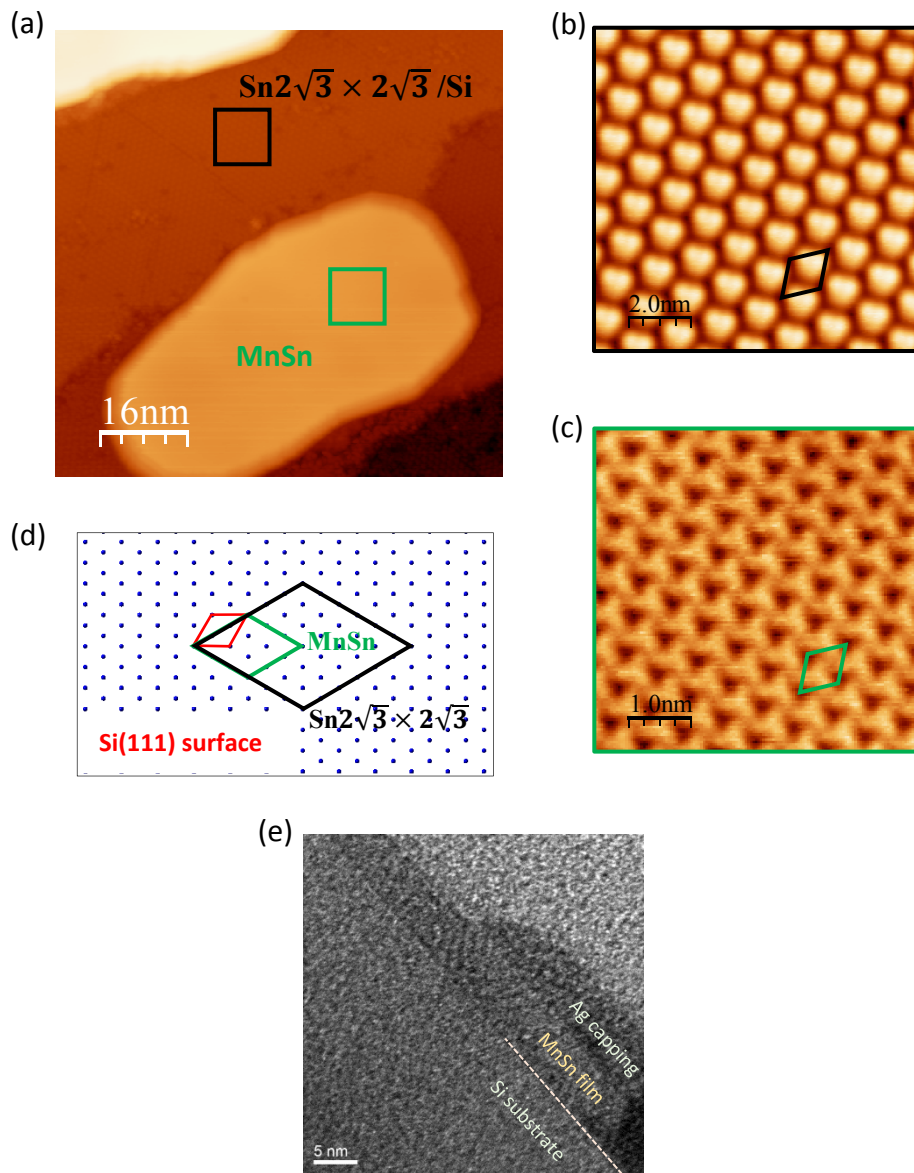 (a)
Sn2√3 × 2√3 /Si
MnSn
16nm
(b)
2.0nm
(c)
1.0nm
(d)
MnSn
Sn2√3 × 2√3
Si(111) surface
(e)
Ag capping
MnSn film
Si substrate
5 nm